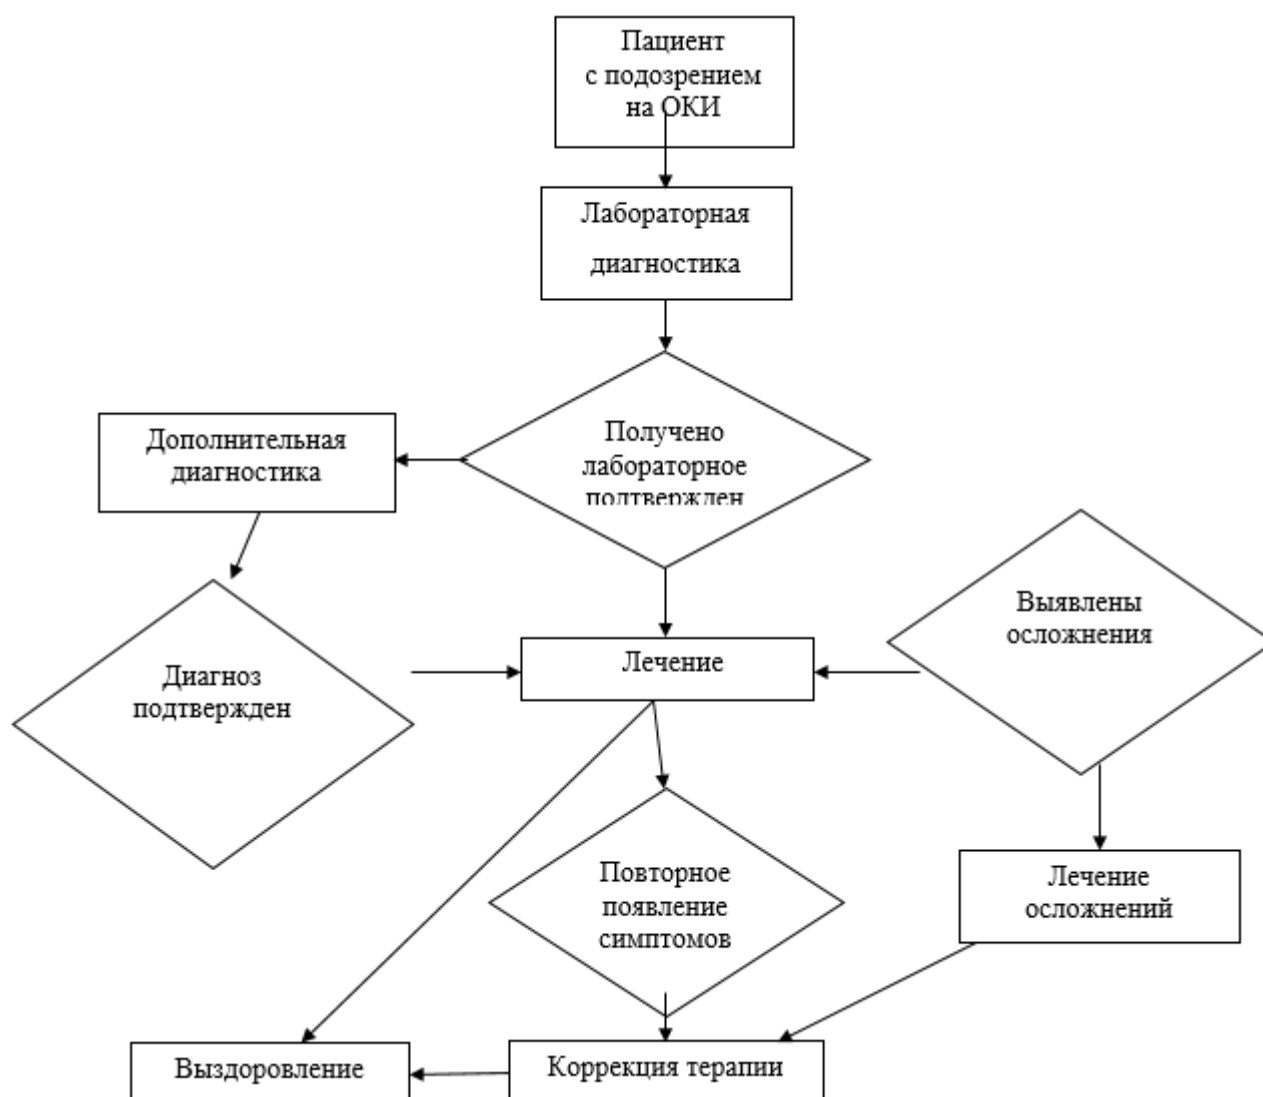 Пациент
с подозрением
на ОКИ
Лабораторная
диагностика
Получено
лабораторное
подтвержден
Дополнительная
диагностика
Выявлены
осложнения
Диагноз
подтвержден
Лечение
Повторное
появление
симптомов
Лечение
осложнений
Выздоровление
Коррекция терапии